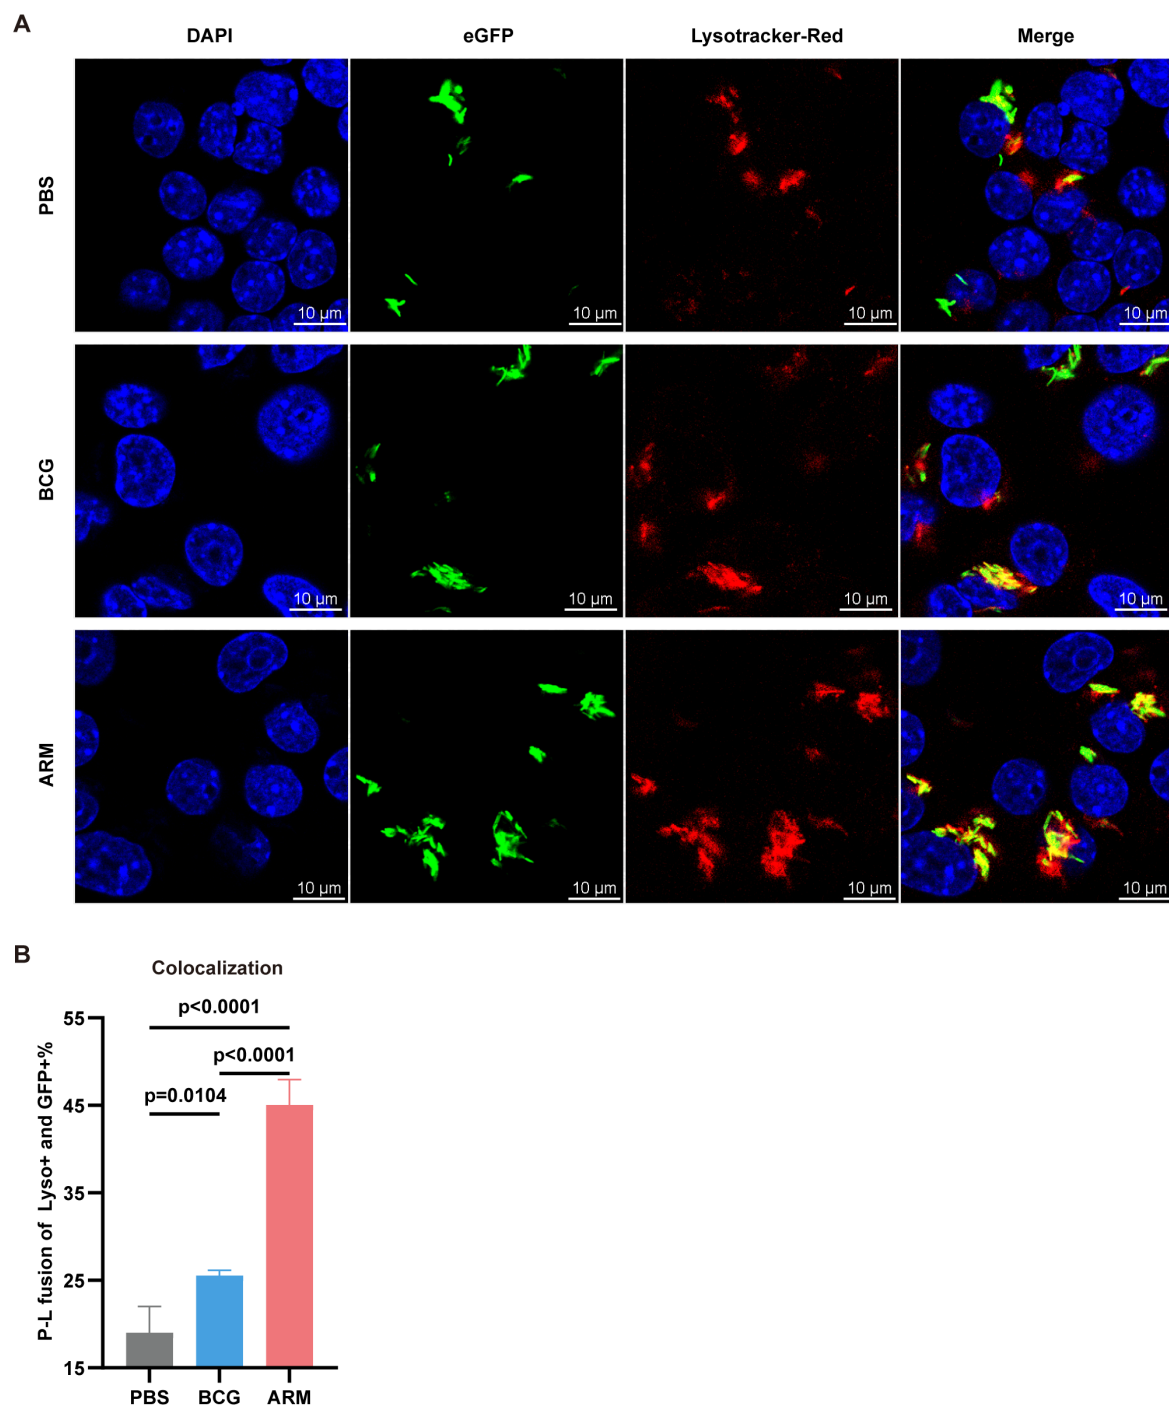 A
DAPI eGFP Lysotracker-Red Merge
PBS
10 µm 10 µm 10 µm 10 µm
BCG
10 µm 10 µm 10 µm 10 µm
ARM
10 µm 10 µm 10 µm 10 µm
B
Colocalization
p<0.0001
p<0.0001
p=0.0104
P-L fusion of Lyso+ and GFP+%
55
45
35
25
15
PBS BCG ARM